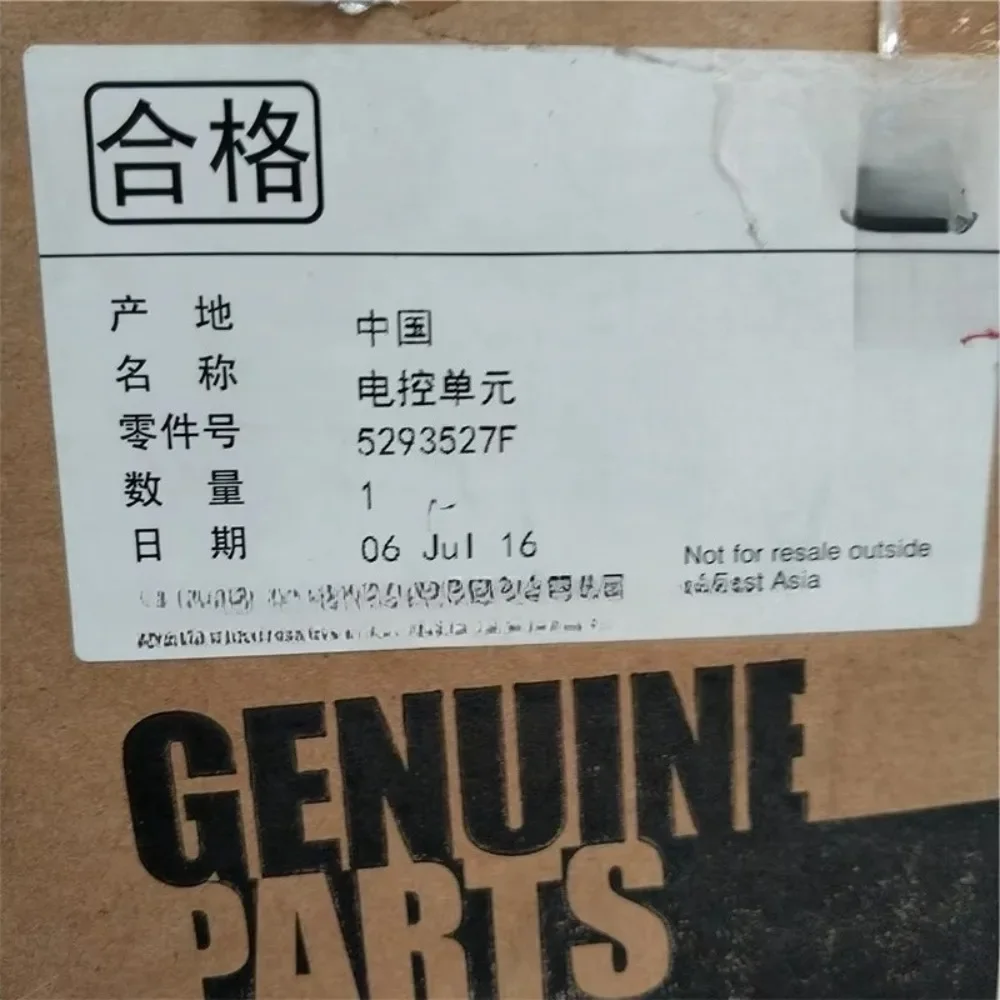 合格
产地 中国
名称 电控单元
零件号 5293527F
数量 1
日期 06 Jul 16
Not for resale outside
Asia
GENUINE
PARTS